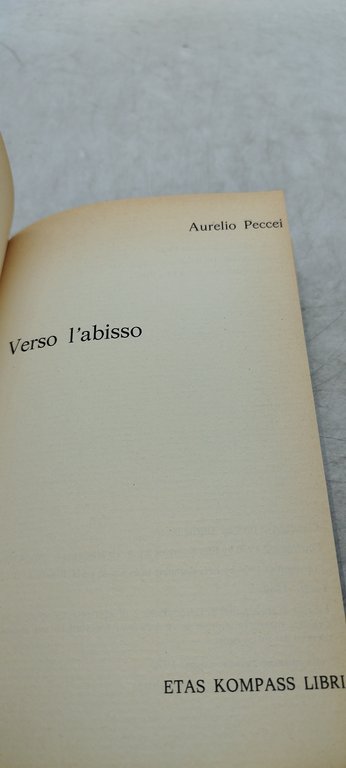 Aurelio Peccei
Verso l'abisso
ETAS KOMPASS LIBRI